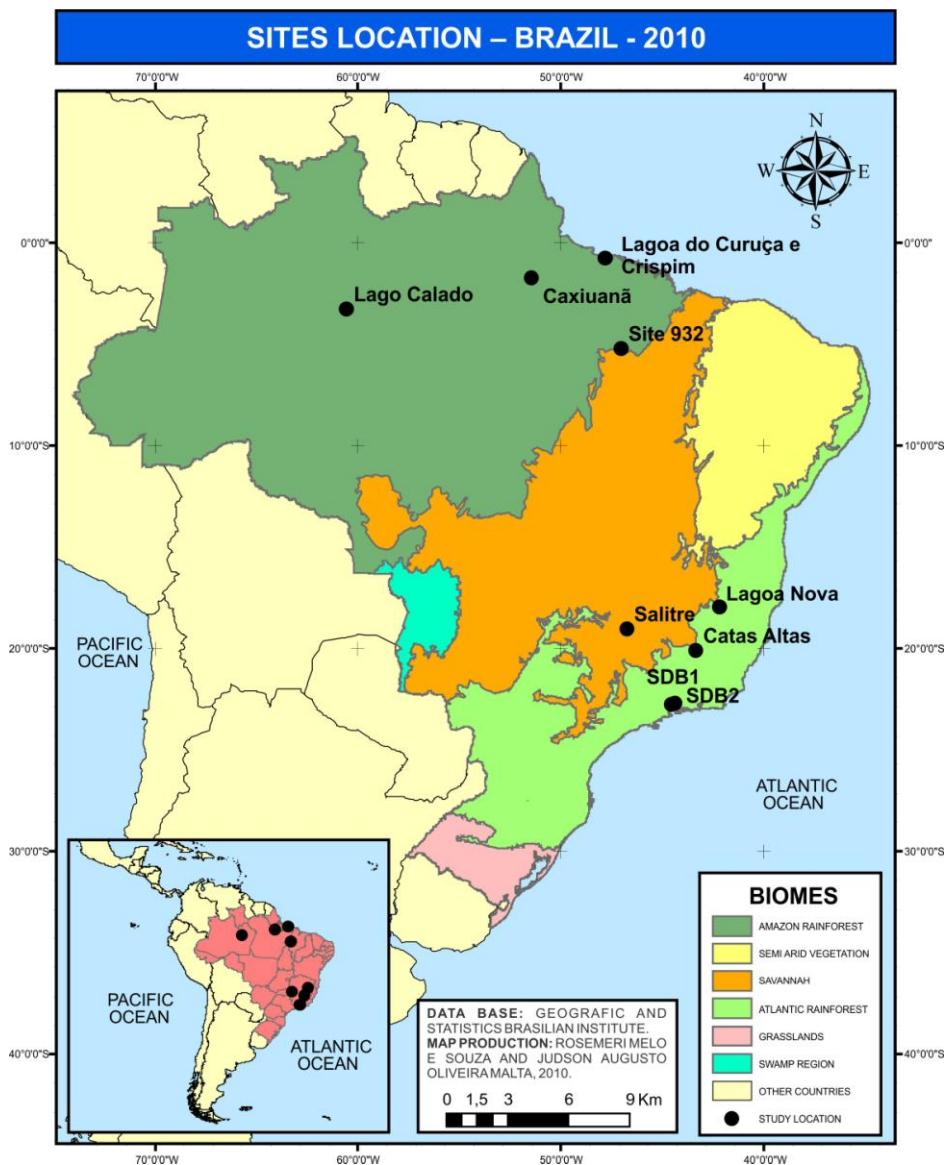 SITES LOCATION – BRAZIL - 2010
70°0'0"W 60°0'0"W 50°0'0"W 40°0'0"W
N
W E
S
0°0'0" 0°0'0"
Lagoa do Curuça e
Crispim
Caxiuanã
Lago Calado
Site 932
10°0'0"S 10°0'0"S
Lagoa Nova
Salitre
Catas Altas
PACIFIC
OCEAN
20°0'0"S 20°0'0"S
SDB1
SDB2
ATLANTIC
OCEAN
30°0'0"S 30°0'0"S
BIOMES
AMAZON RAINFOREST
SEMI ARID VEGETATION
SAVANNAH
ATLANTIC RAINFOREST
GRASSLANDS
SWAMP REGION
OTHER COUNTRIES
STUDY LOCATION
PACIFIC
OCEAN
ATLANTIC
OCEAN
DATA BASE: GEOGRAFIC AND
STATISTICS BRASILIAN INSTITUTE.
MAP PRODUCTION: ROSEMERI MELO
E SOUZA AND JUDSON AUGUSTO
OLIVEIRA MALTA, 2010.
0 1,5 3 6 9 Km
40°0'0"S 40°0'0"S
70°0'0"W 60°0'0"W 50°0'0"W 40°0'0"W